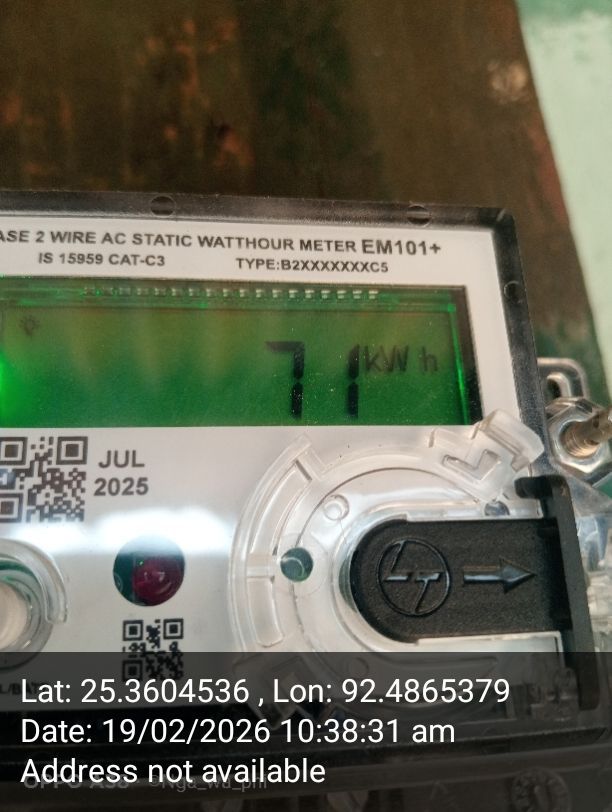 ASE 2 WIRE AC STATIC WATTHOUR METER EM101+
IS 15959 CAT-C3 TYPE:B2XXXXXXXC5
71 kWh
JUL
2025
LT
Lat: 25.3604536 , Lon: 92.4865379
Date: 19/02/2026 10:38:31 am
Address not available